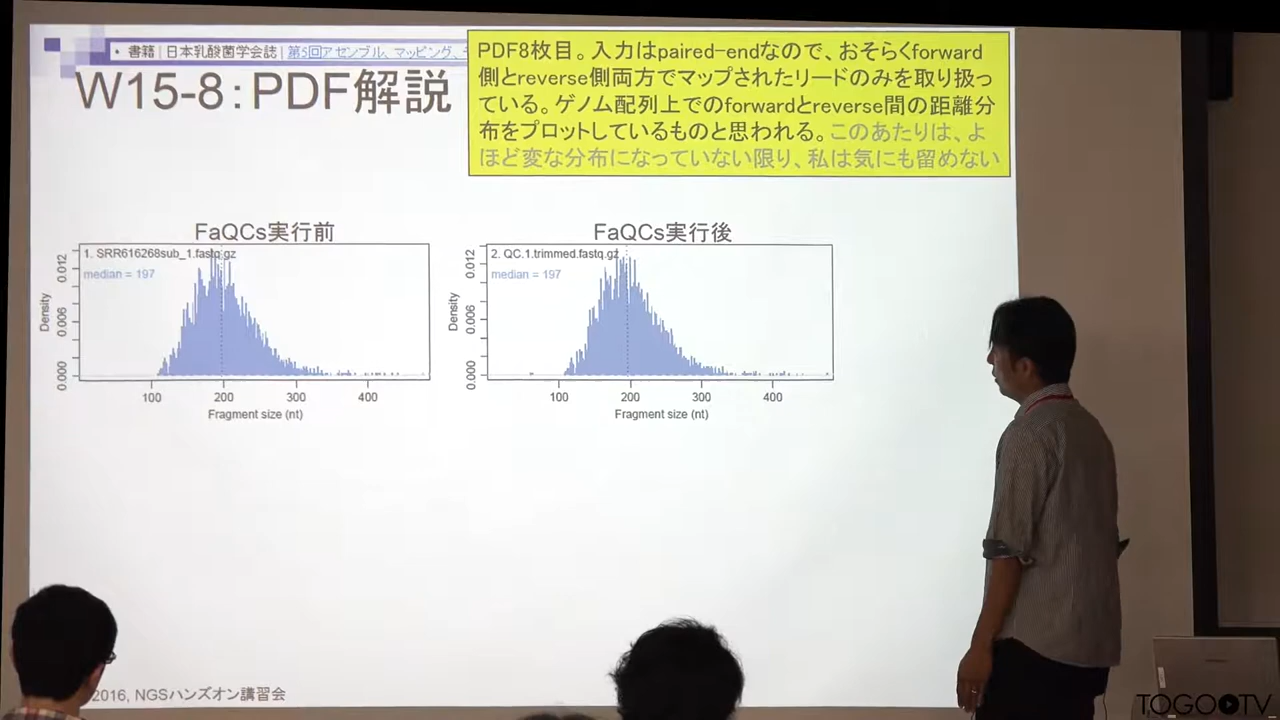 ・書籍 | 日本乳酸菌学会誌 | 第5回アセンブル、マッピング、
W15-8：PDF解説
PDF8枚目。入力はpaired-endなので、おそらくforward
側とreverse側両方でマップされたリードのみを取り扱っ
ている。ゲノム配列上でのforwardとreverse間の距離分
布をプロットしているものと思われる。このあたりは、よ
ほど変な分布になっていない限り、私は気にも留めない
FaQCs実行前
1. SRR616268sub_1.fastq.gz
median = 197
Density
0.012
0.006
0.000
100 200 300 400
Fragment size (nt)
FaQCs実行後
2. QC.1.trimmed.fastq.gz
median = 197
Density
0.012
0.006
0.000
100 200 300 400
Fragment size (nt)
2016, NGSハンズオン講習会
TOGOTV